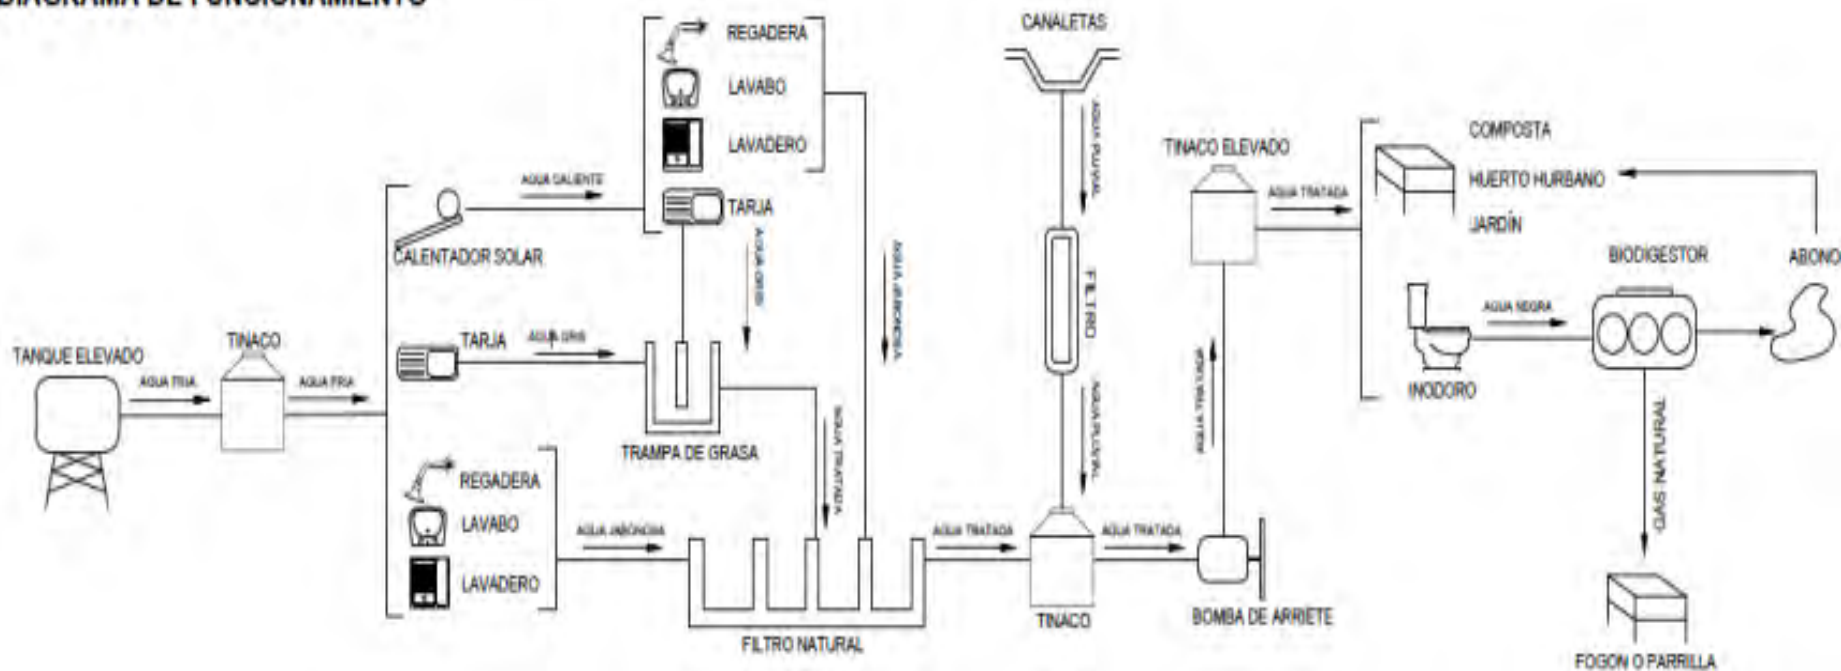 DIAGRAMA DE FUNCIONAMIENTO
TANQUE ELEVADO
AGUA FRIA
TINACO
AGUA FRIA
CALENTADOR SOLAR
AGUA CALIENTE
REGADERA
LAVABO
LAVADERO
TARJA
AGUA GRIS
AGUA JABONOSA
TARJA
AGUA GRIS
TRAMPA DE GRASA
AGUA TRATADA
REGADERA
LAVABO
LAVADERO
AGUA JABONOSA
FILTRO NATURAL
AGUA TRATADA
CANALETAS
AGUA PLUVIAL
FILTRO
AGUA PLUVIAL
TINACO
AGUA TRATADA
BOMBA DE ARRIETE
AGUA TRATADA
TINACO ELEVADO
AGUA TRATADA
COMPOSTA
HUERTO HURBANO
JARDÍN
INODORO
AGUA NEGRA
BIODIGESTOR
ABONO
GAS NATURAL
FOGON O PARRILLA